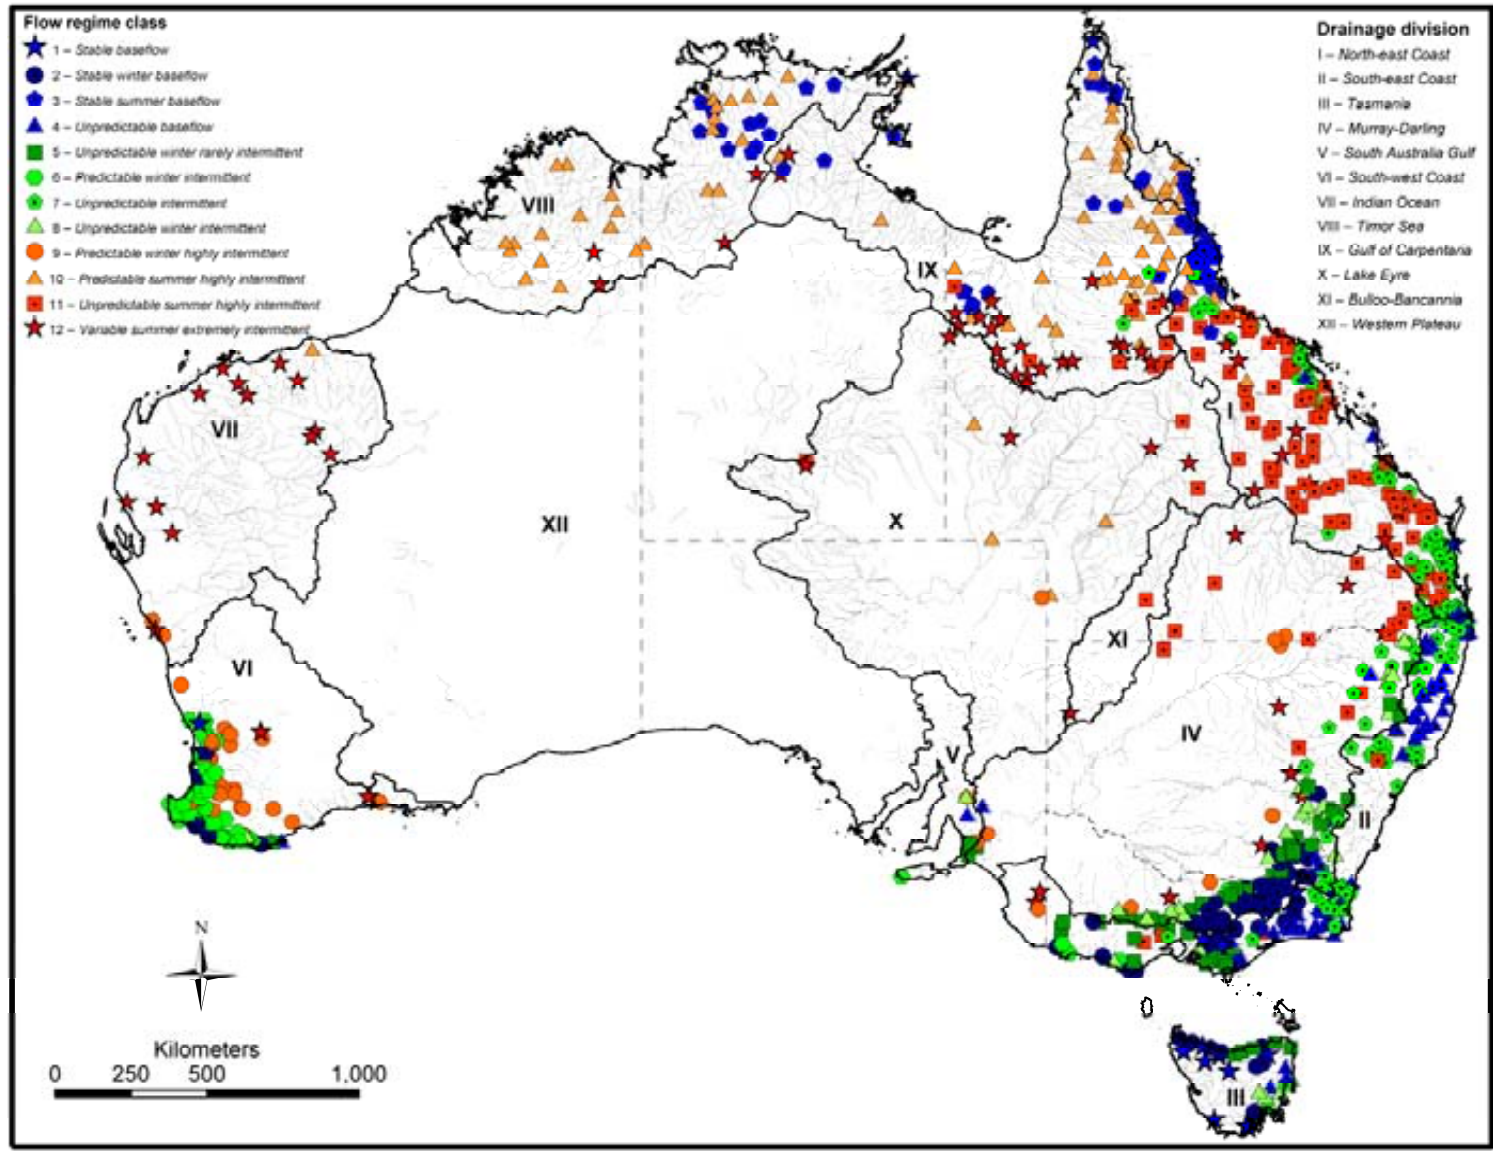 Flow regime class
1 – Stable baseflow
2 – Stable winter baseflow
3 – Stable summer baseflow
4 – Unpredictable baseflow
5 – Unpredictable winter rarely intermittent
6 – Predictable winter intermittent
7 – Unpredictable intermittent
8 – Unpredictable winter intermittent
9 – Predictable winter highly intermittent
10 – Predictable summer highly intermittent
11 – Unpredictable summer highly intermittent
12 – Variable summer extremely intermittent
Drainage division
I – North-east Coast
II – South-east Coast
III – Tasmania
IV – Murray-Darling
V – South Australia Gulf
VI – South-west Coast
VII – Indian Ocean
VIII – Timor Sea
IX – Gulf of Carpentaria
X – Lake Eyre
XI – Bulloo-Bancannia
XII – Western Plateau
VIII
IX
I
VII
XII
X
XI
VI
IV
V
II
III
N
Kilometers
0 250 500 1,000